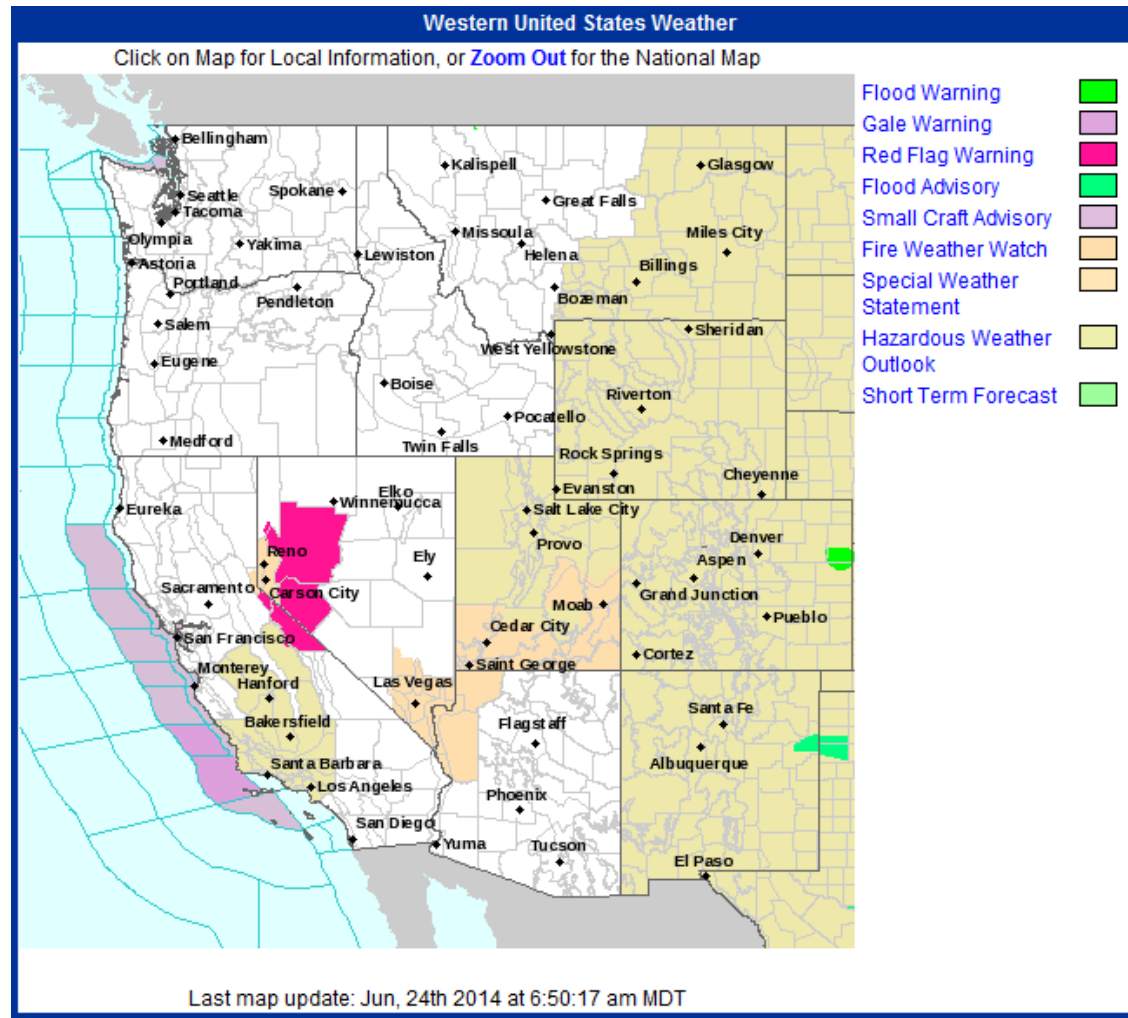 Western United States Weather
Click on Map for Local Information, or Zoom Out for the National Map
Flood Warning
Gale Warning
Red Flag Warning
Flood Advisory
Small Craft Advisory
Fire Weather Watch
Special Weather
Statement
Hazardous Weather
Outlook
Short Term Forecast
Bellingham
Kalispell
Glasgow
Seattle
Spokane
Great Falls
Tacoma
Olympia
Yakima
Missoula
Miles City
Lewiston
Helena
Astoria
Billings
Portland
Pendleton
Bozeman
Salem
Sheridan
West Yellowstone
Eugene
Boise
Riverton
Pocatello
Medford
Twin Falls
Rock Springs
Cheyenne
Elko
Evanston
Winnemucca
Eureka
Salt Lake City
Provo
Denver
Reno
Ely
Aspen
Sacramento
Carson City
Moab
Grand Junction
Pueblo
San Francisco
Cedar City
Cortez
Saint George
Monterey
Hanford
Las Vegas
Santa Fe
Bakersfield
Flagstaff
Albuquerque
Santa Barbara
Los Angeles
Phoenix
San Diego
Yuma
Tucson
El Paso
Last map update: Jun, 24th 2014 at 6:50:17 am MDT